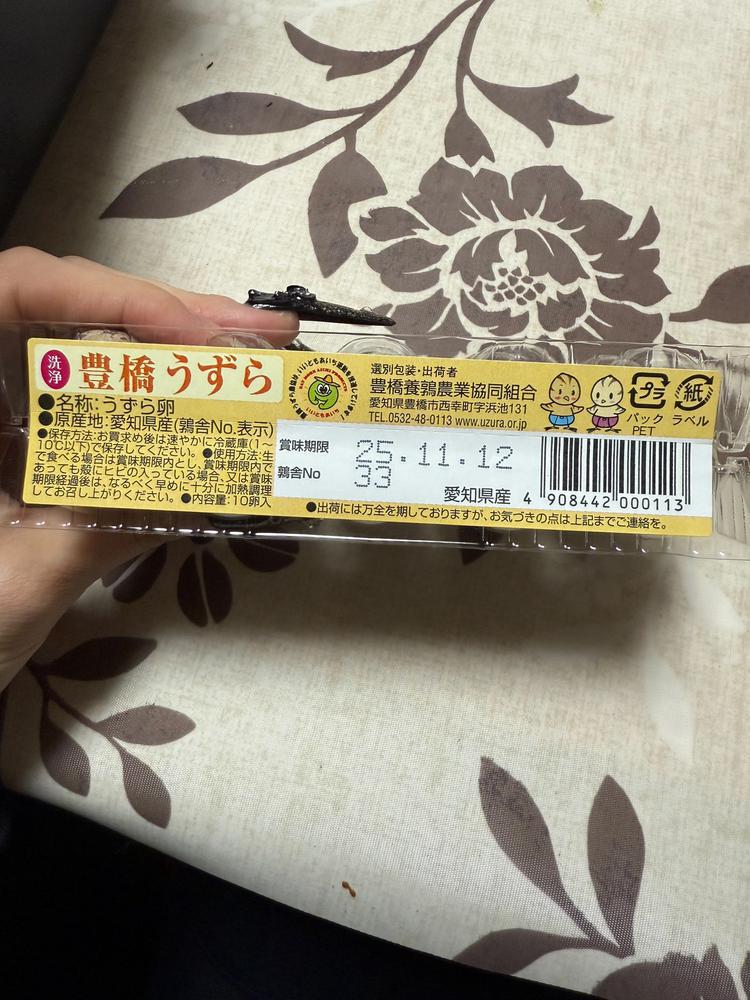 洗浄
豊橋うずら
●名称:うずら卵
●原産地:愛知県産(鶉舎No.表示)
●保存方法:お買求め後は速やかに冷蔵庫(1~
10℃)以下で保存してください。●使用方法:生
で食べる場合は賞味期限内とし、賞味期限内で
あっても殻にヒビの入っている場合、又は賞味
期限経過後は、なるべく早めに十分に加熱調理
してお召し上がりください。●内容量:10卵入
選別包装・出荷者
豊橋養鶉農業協同組合
愛知県豊橋市西幸町字浜池131
TEL.0532-48-0113 www.uzura.or.jp
プラ
パック
PET
紙
ラベル
賞味期限
25.11.12
鶉舎No
33
愛知県産
4 908442 000113
●出荷には万全を期しておりますが、お気づきの点は上記までご連絡を。